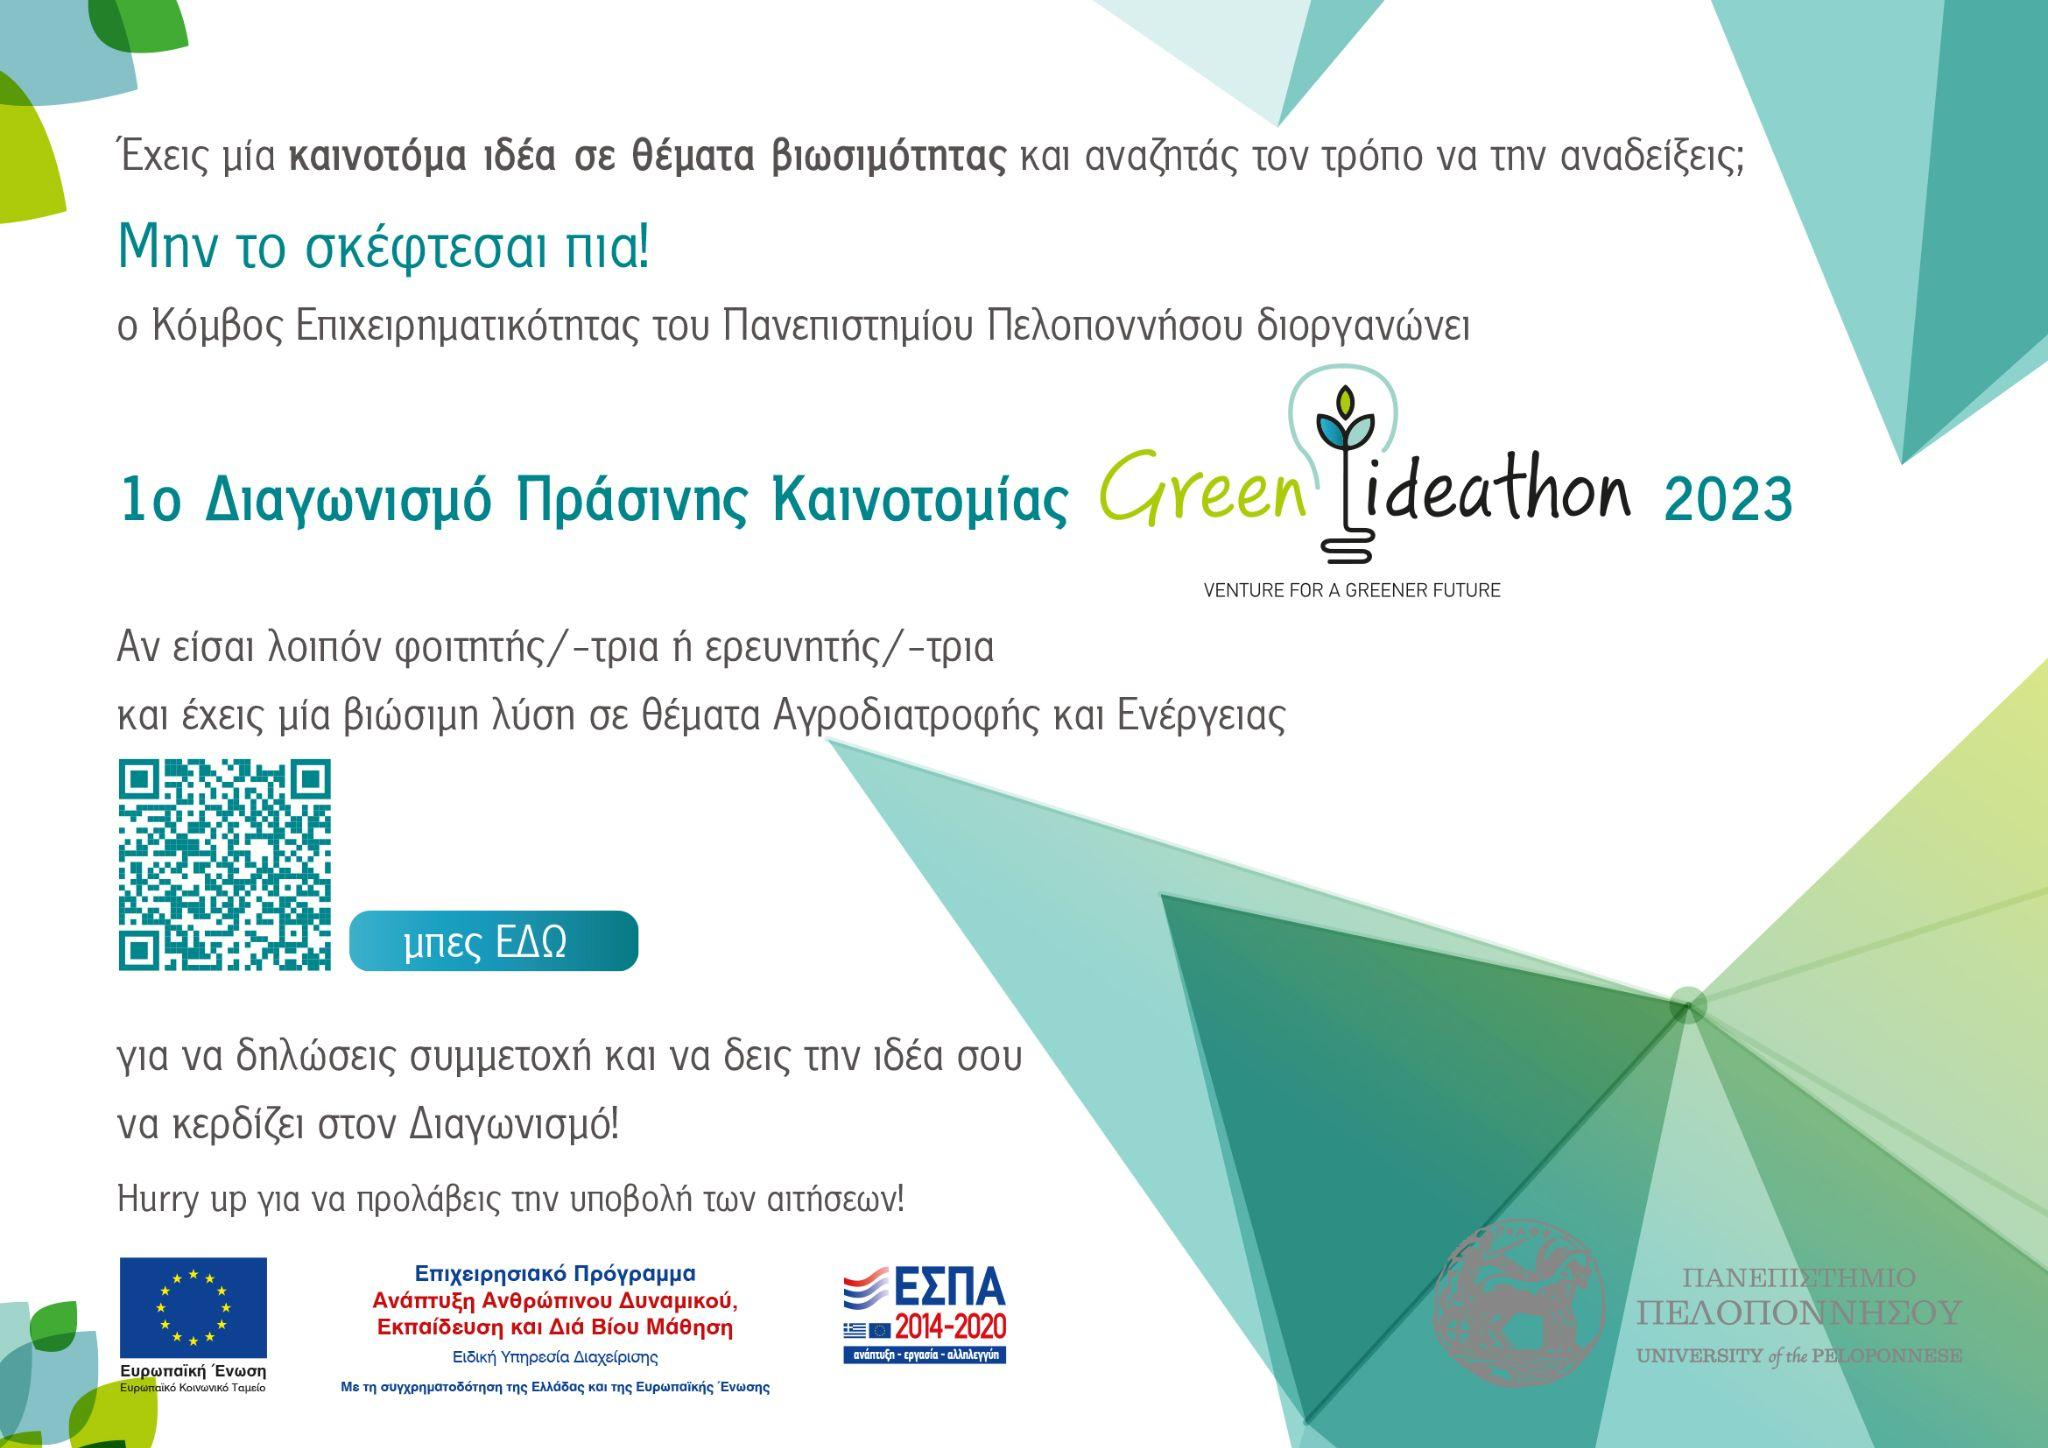 Έχεις μία καινοτόμα ιδέα σε θέματα βιωσιμότητας και αναζητάς τον τρόπο να την αναδείξεις;
Μην το σκέφτεσαι πια!
ο Κόμβος Επιχειρηματικότητας του Πανεπιστημίου Πελοποννήσου διοργανώνει
1ο Διαγωνισμό Πράσινης Καινοτομίας Green ideathon 2023
VENTURE FOR A GREENER FUTURE
Αν είσαι λοιπόν φοιτητής/-τρια ή ερευνητής/-τρια
και έχεις μία βιώσιμη λύση σε θέματα Αγροδιατροφής και Ενέργειας
μπες ΕΔΩ
για να δηλώσεις συμμετοχή και να δεις την ιδέα σου
να κερδίζει στον Διαγωνισμό!
Hurry up για να προλάβεις την υποβολή των αιτήσεων!
Ευρωπαϊκή Ένωση
Ευρωπαϊκό Κοινωνικό Ταμείο
Επιχειρησιακό Πρόγραμμα
Ανάπτυξη Ανθρώπινου Δυναμικού,
Εκπαίδευση και Διά Βίου Μάθηση
Ειδική Υπηρεσία Διαχείρισης
Με τη συγχρηματοδότηση της Ελλάδας και της Ευρωπαϊκής Ένωσης
ΕΣΠΑ
2014-2020
ανάπτυξη - εργασία - αλληλεγγύη
ΠΑΝΕΠΙΣΤΗΜΙΟ
ΠΕΛΟΠΟΝΝΗΣΟΥ
UNIVERSITY of the PELOPONNESE